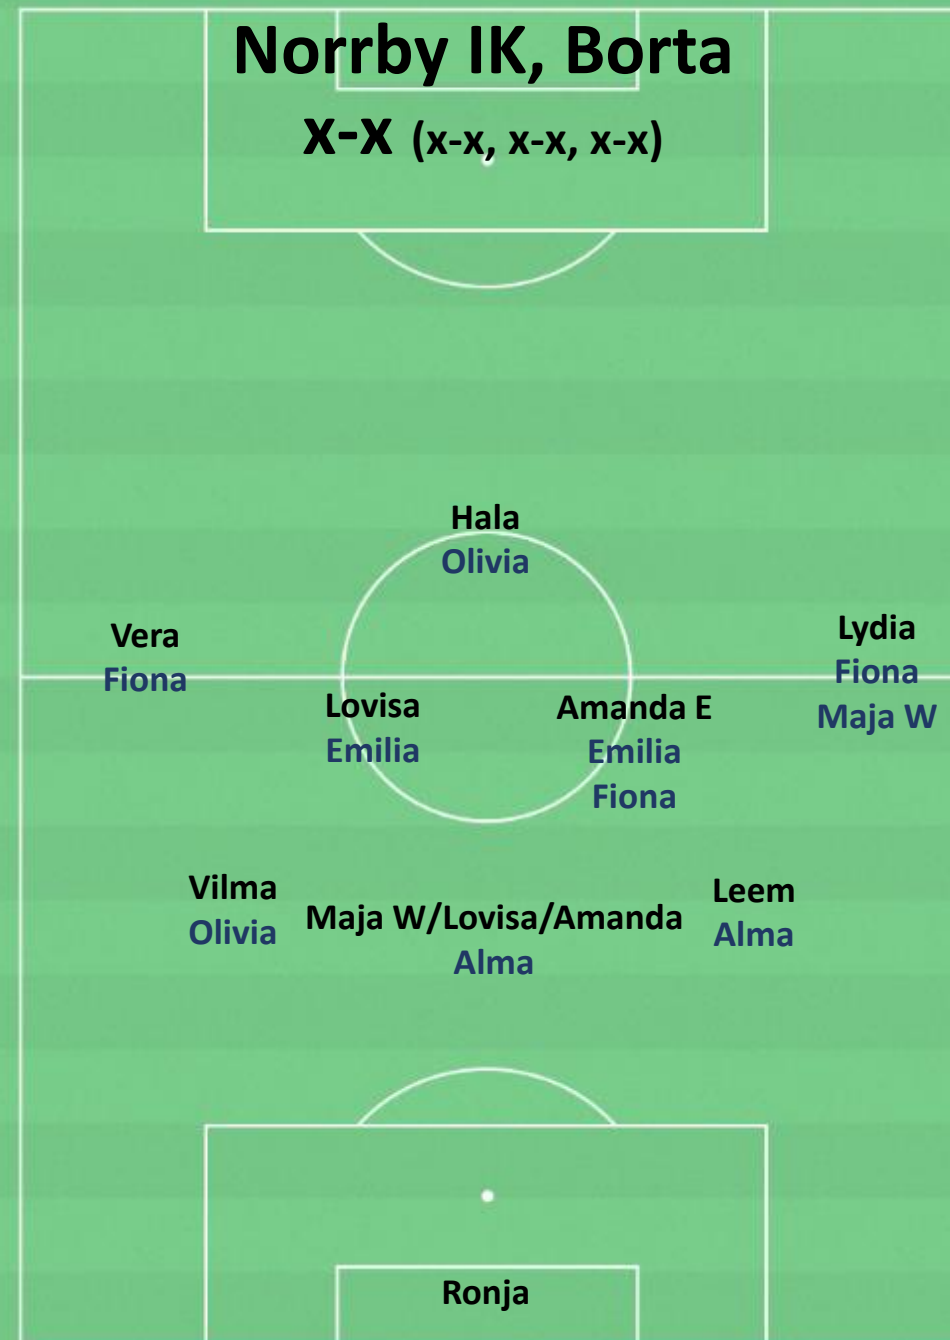 Norrby IK, Borta
x-x (x-x, x-x, x-x)
Hala
Olivia
Vera
Fiona
Lydia
Fiona
Maja W
Lovisa
Emilia
Amanda E
Emilia
Fiona
Vilma
Olivia
Maja W/Lovisa/Amanda
Alma
Leem
Alma
Ronja